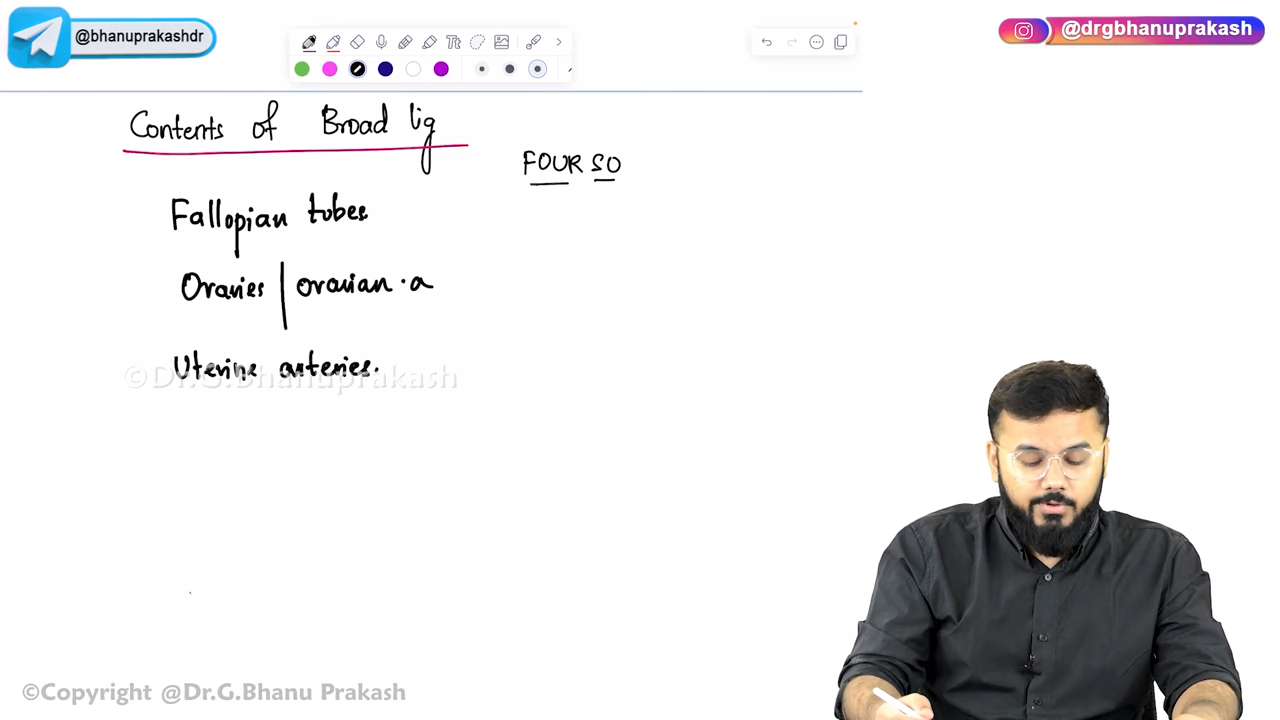 @bhanuprakashdr
@drgbhanuprakash
Contents of Broad lig
FOUR SO
Fallopian tubes
Ovaries | ovarian . a
Uterine arteries.
©Dr.G.Bhanuprakash
©Copyright @Dr.G.Bhanu Prakash